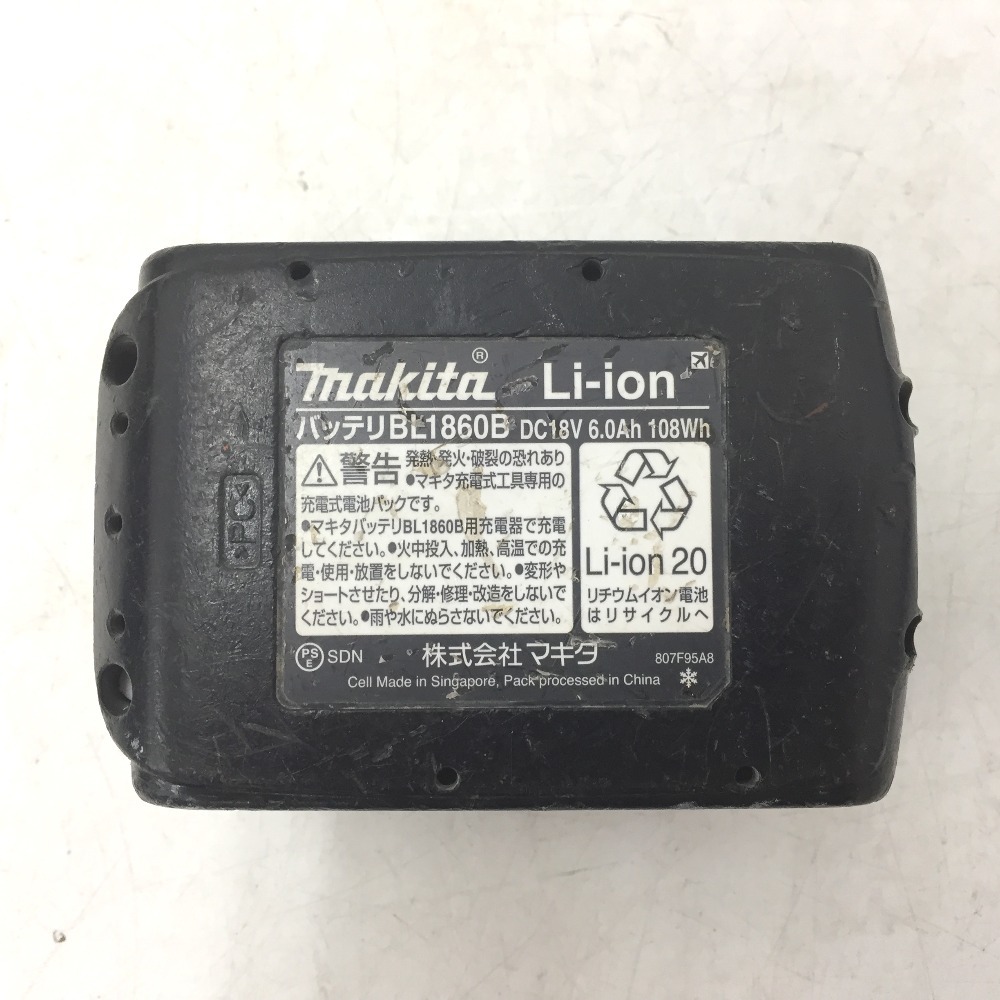 makita® Li-ion
バッテリBL1860B DC18V 6.0Ah 108Wh
警告 発熱・発火・破裂の恐れあり
●マキタ充電式工具専用の
充電式電池パックです。
●マキタバッテリBL1860B用充電器で充電
してください。●火中投入、加熱、高温での充
電・使用・放置をしないでください。●変形や
ショートさせたり、分解・修理・改造をしないで
ください。●雨や水にぬらさないでください。
Li-ion 20
リチウムイオン電池
はリサイクルへ
PSE SDN 株式会社 マキタ 807F95A8
Cell Made in Singapore, Pack processed in China
>PC<